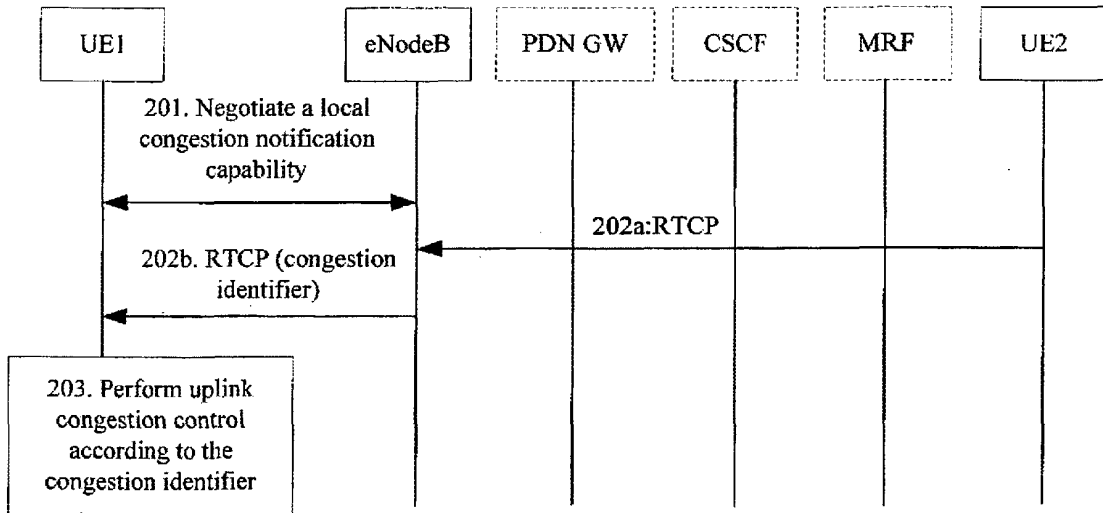 UE1
eNodeB
PDN GW
CSCF
MRF
UE2
201. Negotiate a local
congestion notification
capability
202a:RTCP
202b. RTCP (congestion
identifier)
203. Perform uplink
congestion control
according to the
congestion identifier